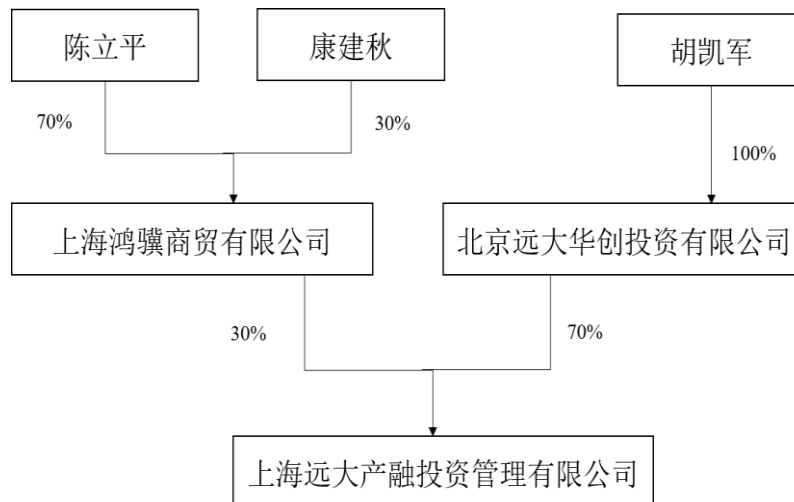 陈立平
康建秋
胡凯军
70%
30%
100%
上海鸿骥商贸有限公司
北京远大华创投资有限公司
30%
70%
上海远大产融投资管理有限公司